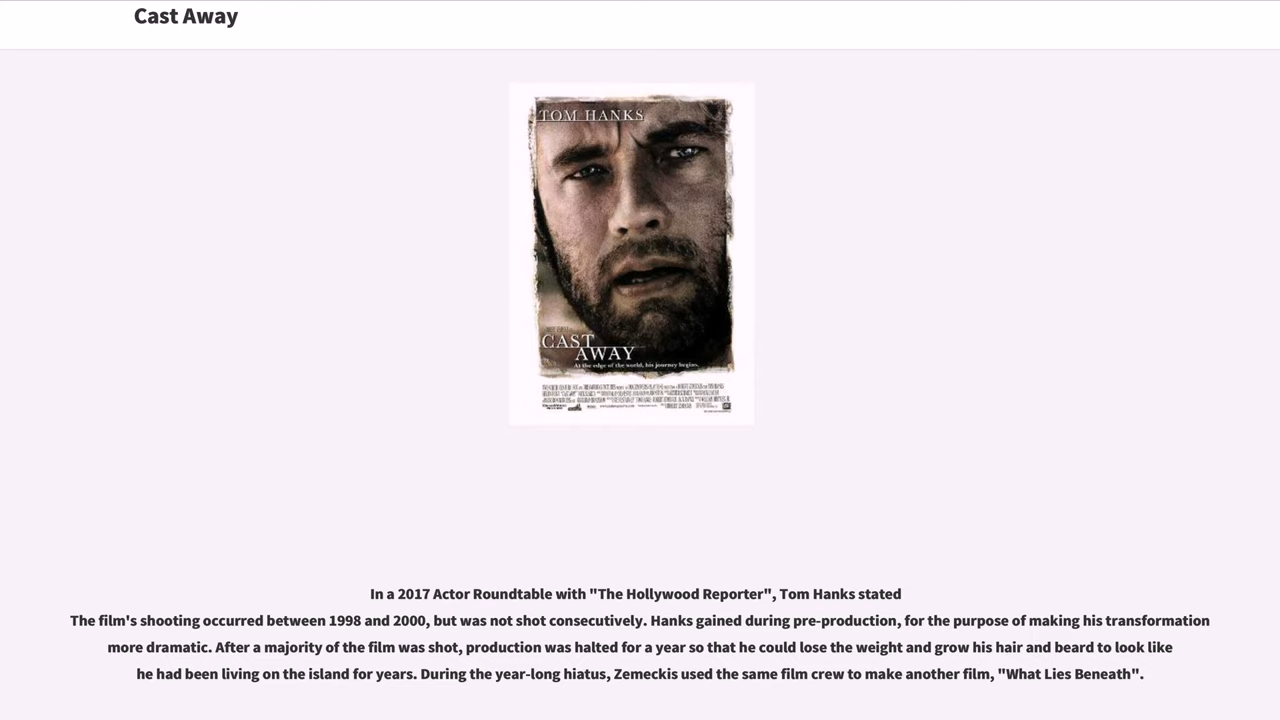 Cast Away
TOM HANKS
CAST
AWAY
At the edge of the world, his journey begins.
In a 2017 Actor Roundtable with "The Hollywood Reporter", Tom Hanks stated
The film's shooting occurred between 1998 and 2000, but was not shot consecutively. Hanks gained during pre-production, for the purpose of making his transformation
more dramatic. After a majority of the film was shot, production was halted for a year so that he could lose the weight and grow his hair and beard to look like
he had been living on the island for years. During the year-long hiatus, Zemeckis used the same film crew to make another film, "What Lies Beneath".